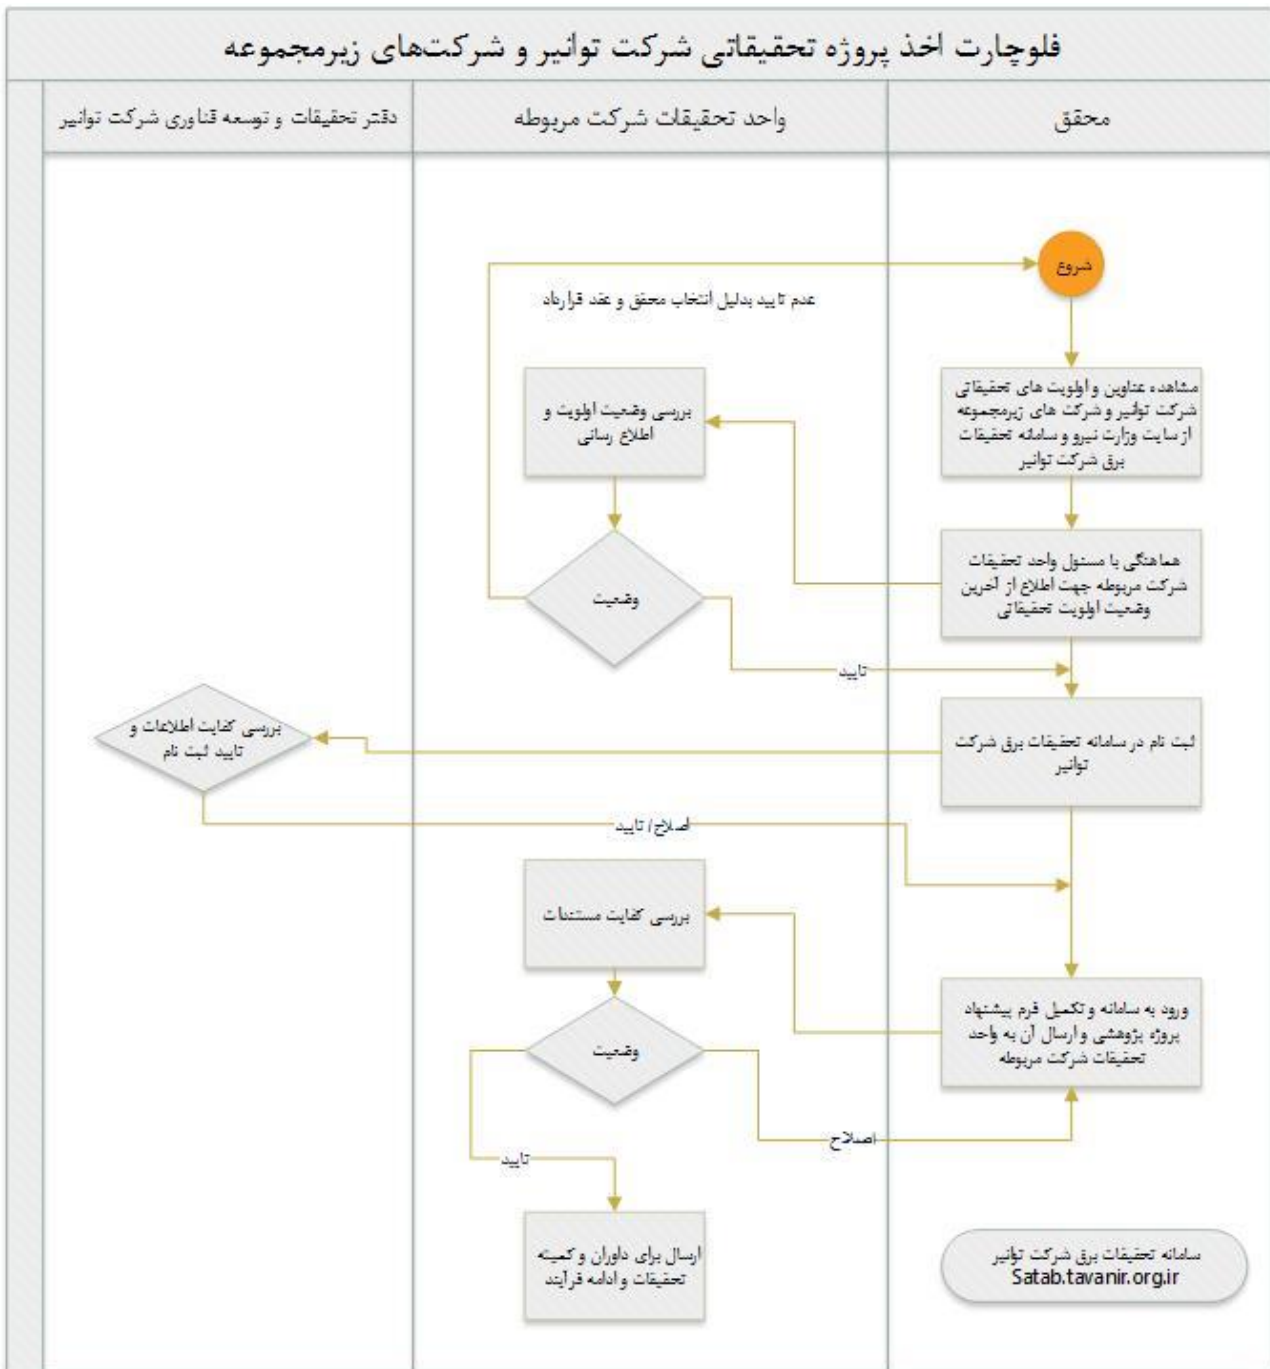 فلوچارت اخذ پروژه تحقیقاتی شرکت توانیر و شرکت‌های زیرمجموعه
محقق
واحد تحقیقات شرکت مربوطه
دفتر تحقیقات و توسعه فناوری شرکت توانیر
شروع
عدم تایید بدلیل انتخاب محقق و عقد قرارداد
مشاهده عناوین و اولویت های تحقیقاتی
شرکت توانیر و شرکت های زیرمجموعه
از سایت وزارت نیرو و سامانه تحقیقات
برق شرکت توانیر
بررسی وضعیت اولویت و
اطلاع رسانی
هماهنگی با مسئول واحد تحقیقات
شرکت مربوطه جهت اطلاع از آخرین
وضعیت اولویت تحقیقاتی
وضعیت
تایید
ثبت نام در سامانه تحقیقات برق شرکت
توانیر
بررسی کفایت اطلاعات و
تایید ثبت نام
اصلاح/ تایید
بررسی کفایت مستندات
ورود به سامانه و تکمیل فرم پیشنهاد
پروژه پژوهشی و ارسال آن به واحد
تحقیقات شرکت مربوطه
وضعیت
اصلاح
تایید
ارسال برای داوران و کمیته
تحقیقات و ادامه فرآیند
سامانه تحقیقات برق شرکت توانیر
Satab.tavanir.org.ir